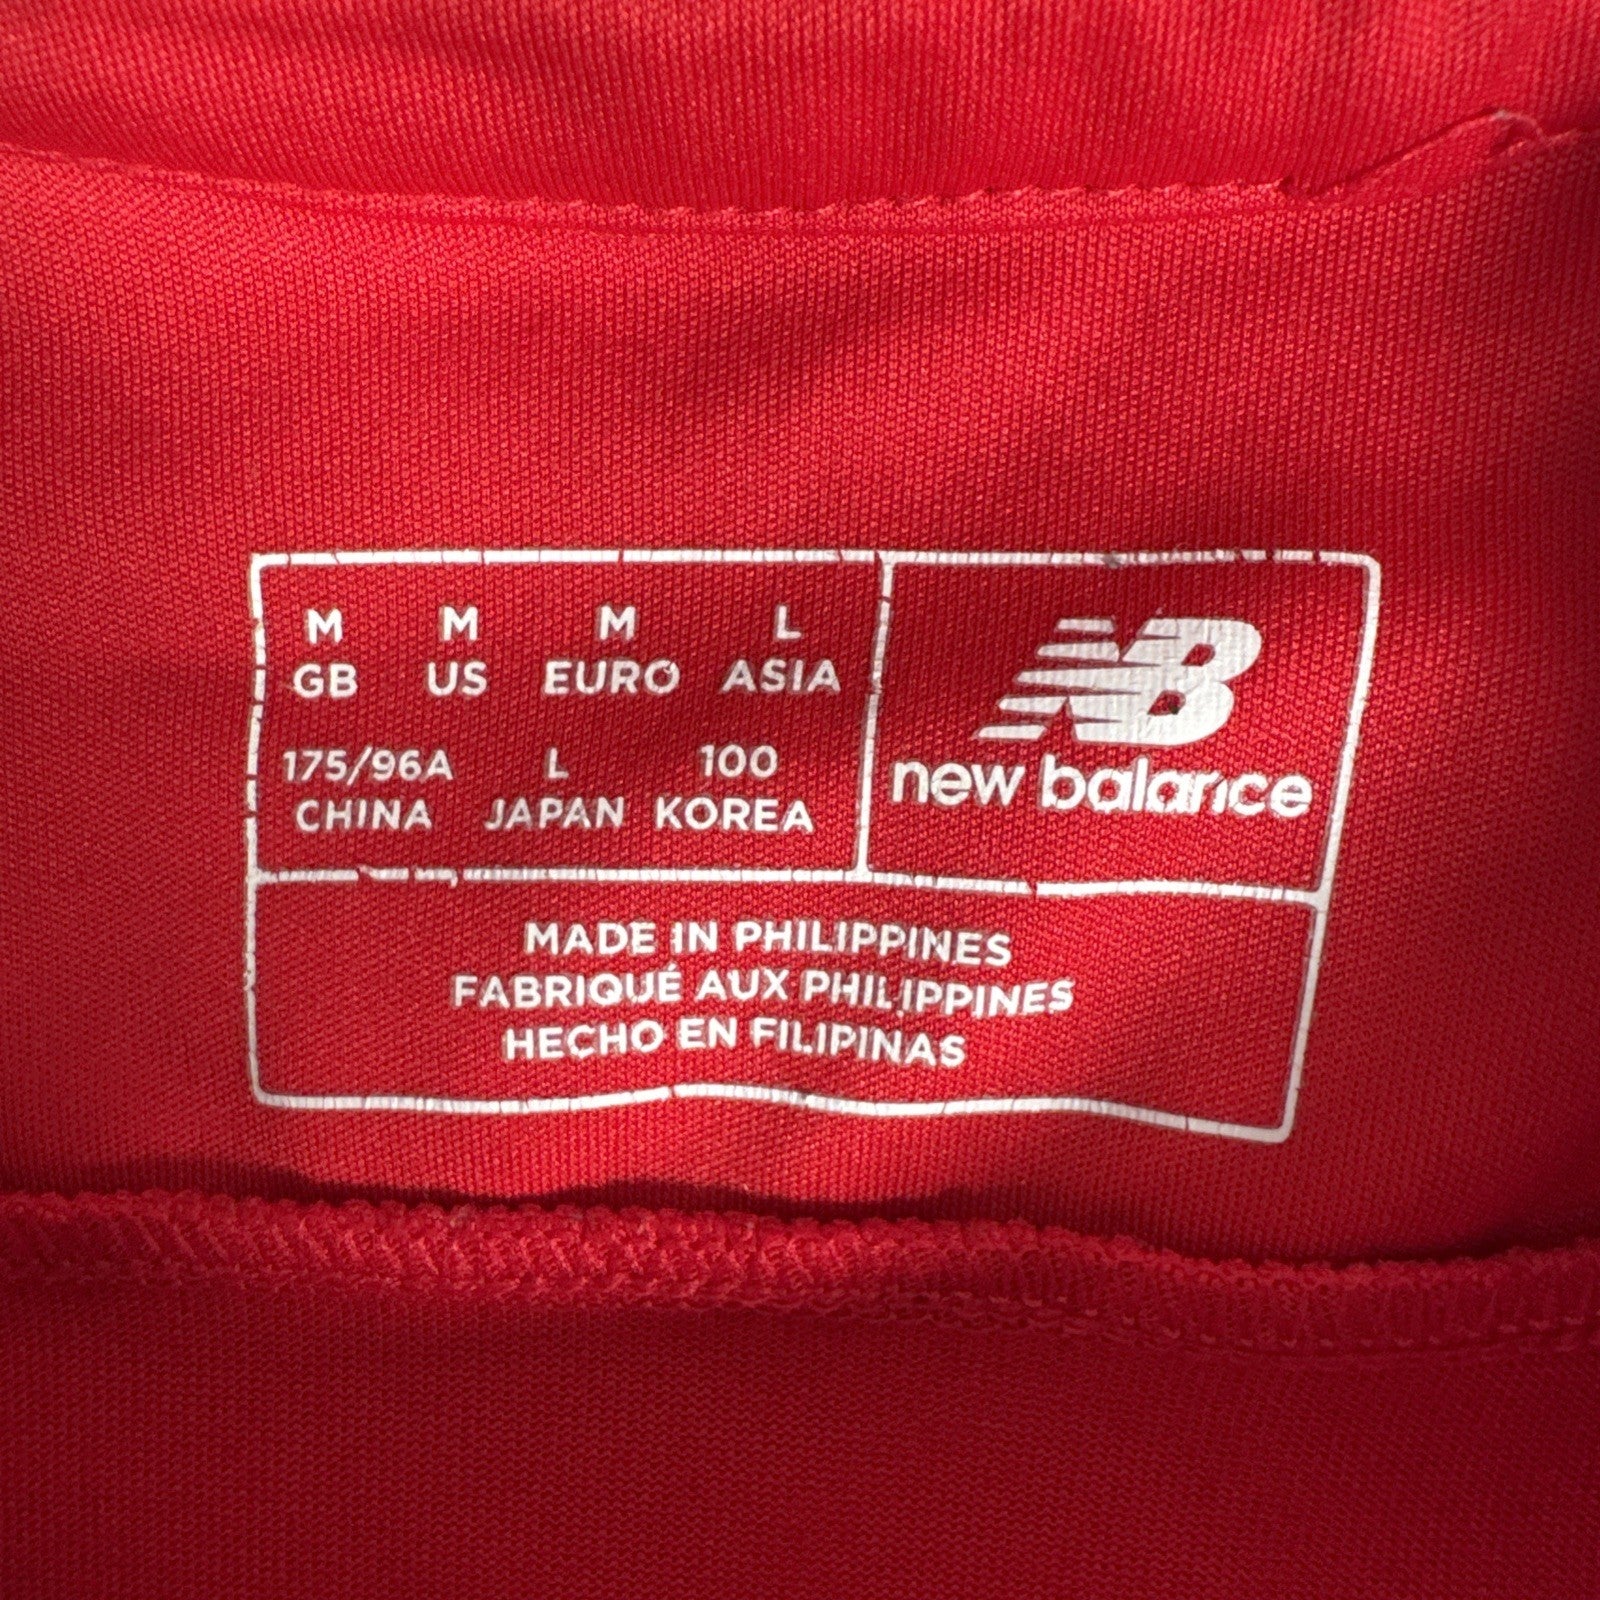 M M M L
GB US EURO ASIA
175/96A L 100
CHINA JAPAN KOREA
NB
new balance
MADE IN PHILIPPINES
FABRIQUÉ AUX PHILIPPINES
HECHO EN FILIPINAS